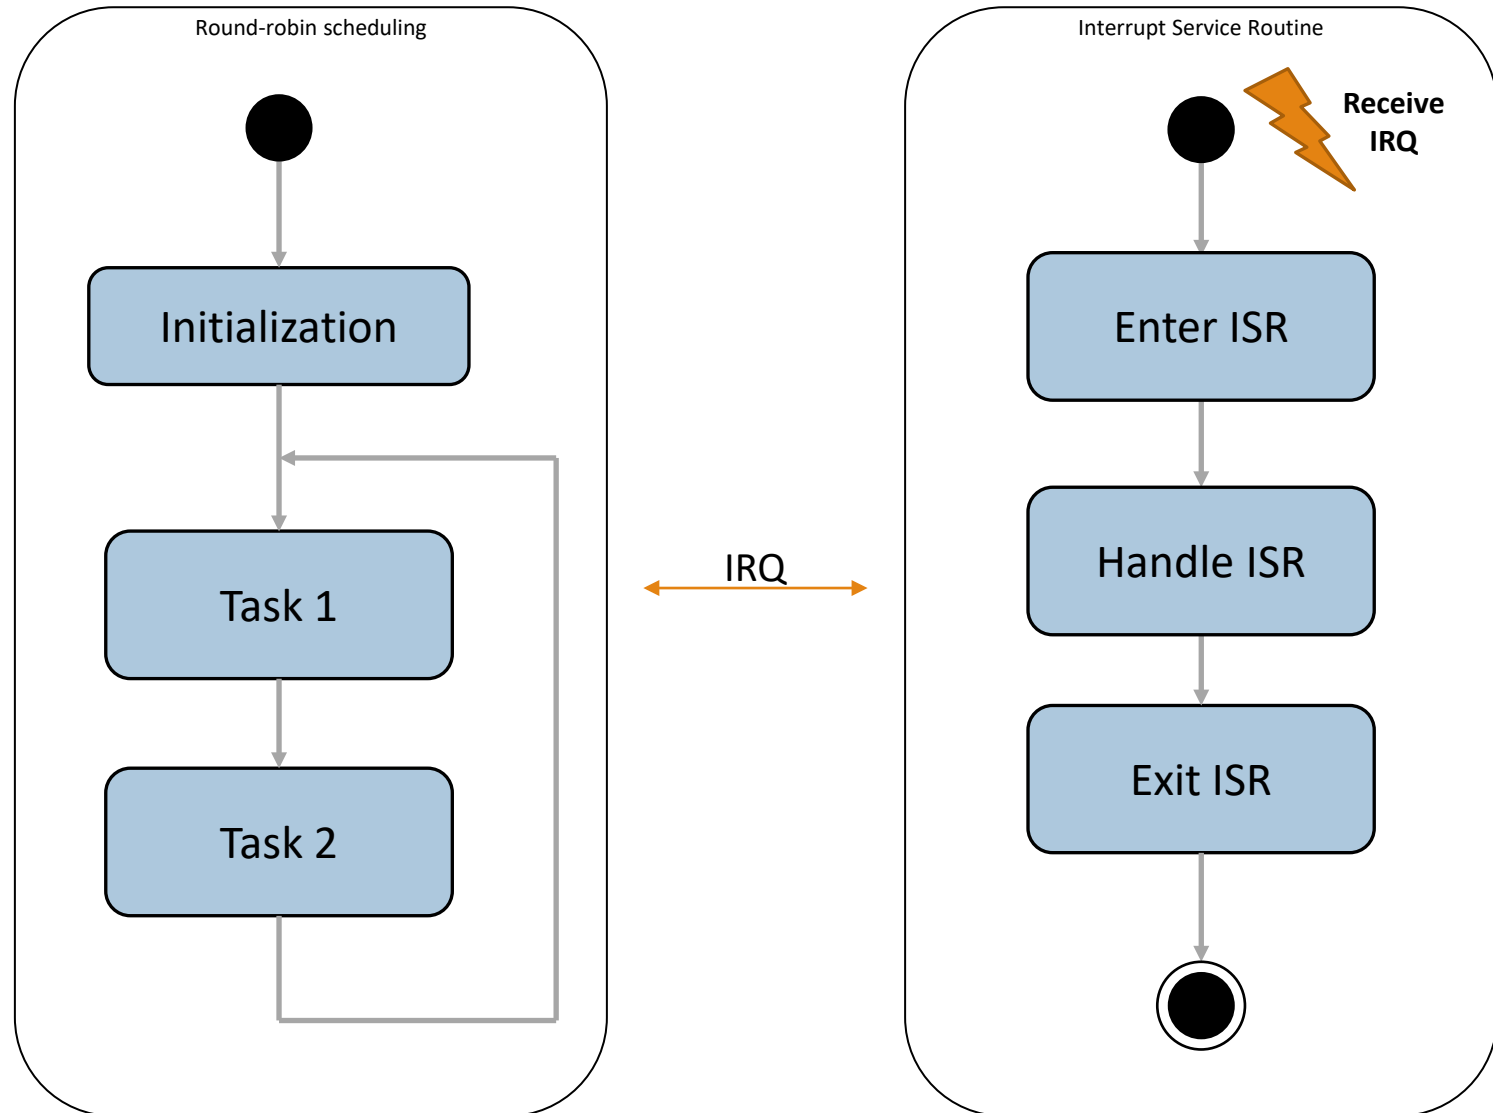 Round-robin scheduling
Initialization
Task 1
Task 2
IRQ
Interrupt Service Routine
Receive
IRQ
Enter ISR
Handle ISR
Exit ISR